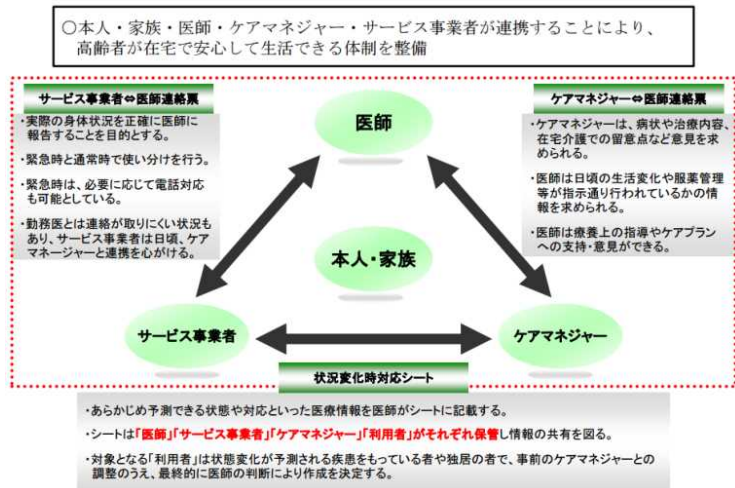 ○本人・家族・医師・ケアマネジャー・サービス事業者が連携することにより、
高齢者が在宅で安心して生活できる体制を整備
サービス事業者⇔医師連絡票
・実際の身体状況を正確に医師に
報告することを目的とする。
・緊急時と通常時で使い分けを行う。
・緊急時は、必要に応じて電話対応
も可能としている。
・勤務医とは連絡が取りにくい状況も
あり、サービス事業者は日頃、ケア
マネージャーと連携を心がける。
医師
ケアマネジャー⇔医師連絡票
・ケアマネジャーは、病状や治療内容、
在宅介護での留意点など意見を求
められる。
・医師は日頃の生活変化や服薬管理
等が指示通り行われているかの情
報を求められる。
・医師は療養上の指導やケアプラン
への支持・意見ができる。
本人・家族
サービス事業者
ケアマネジャー
状況変化時対応シート
・あらかじめ予測できる状態や対応といった医療情報を医師がシートに記載する。
・シートは「医師」「サービス事業者」「ケアマネジャー」「利用者」がそれぞれ保管し情報の共有を図る。
・対象となる「利用者」は状態変化が予測される疾患をもっている者や独居の者で、事前のケアマネジャーとの
調整のうえ、最終的に医師の判断により作成を決定する。